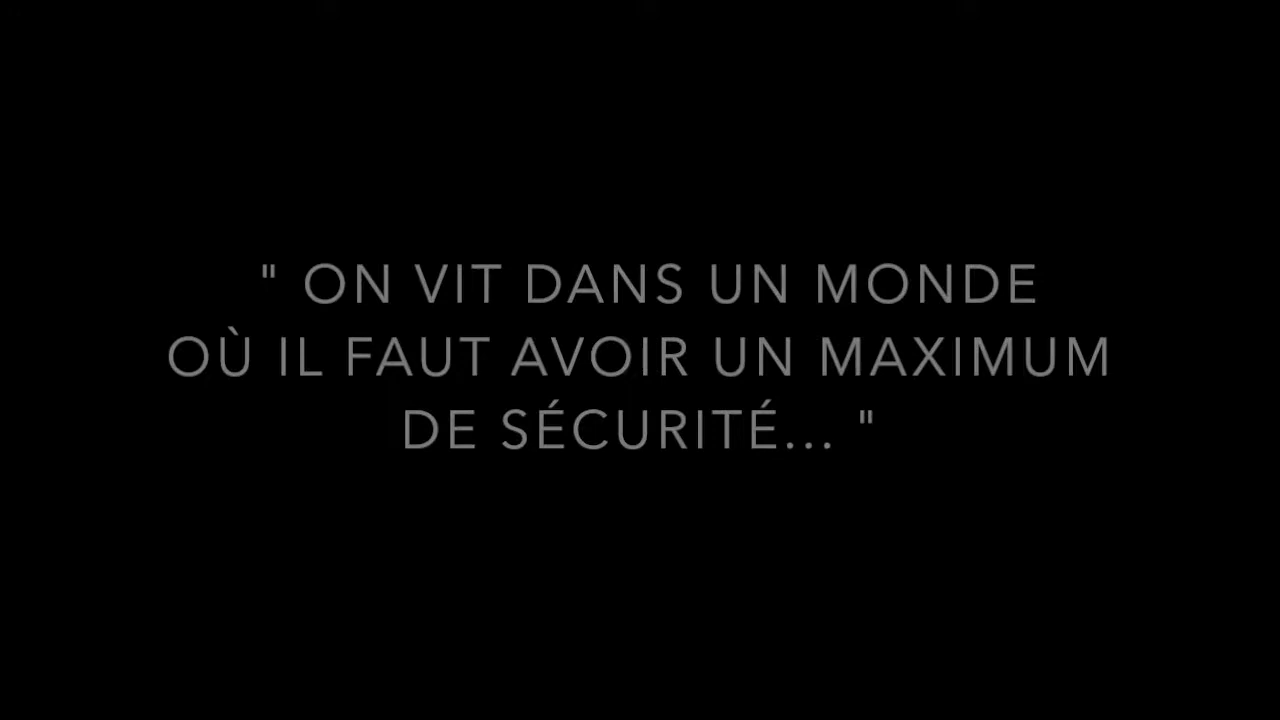 " ON VIT DANS UN MONDE
OÙ IL FAUT AVOIR UN MAXIMUM
DE SÉCURITÉ... "